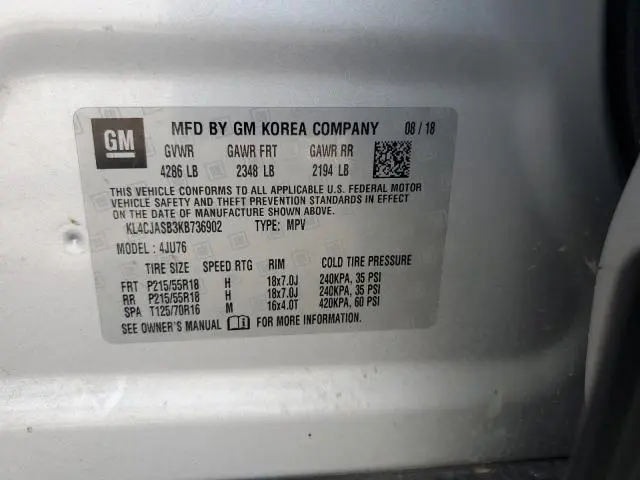 GM MFD BY GM KOREA COMPANY 08/18
GVWR GAWR FRT GAWR RR
4286 LB 2348 LB 2194 LB
THIS VEHICLE CONFORMS TO ALL APPLICABLE U.S. FEDERAL MOTOR
VEHICLE SAFETY AND THEFT PREVENTION STANDARDS IN EFFECT
ON THE DATE OF MANUFACTURE SHOWN ABOVE.
KL4CJASB3KB736902 TYPE: MPV
MODEL: 4JU76
TIRE SIZE SPEED RTG RIM COLD TIRE PRESSURE
FRT P215/55R18 H 18x7.0J 240KPA, 35 PSI
RR P215/55R18 H 18x7.0J 240KPA, 35 PSI
SPA T125/70R16 M 16x4.0T 420KPA, 60 PSI
SEE OWNER'S MANUAL FOR MORE INFORMATION.